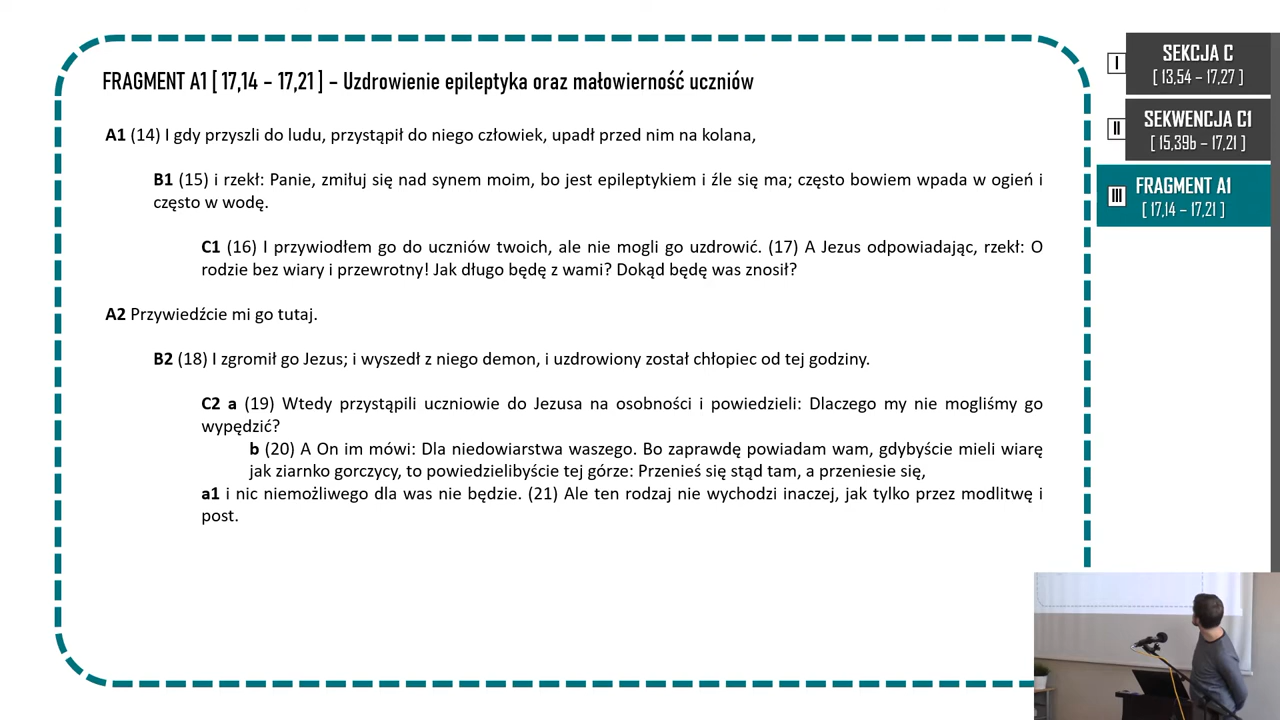 FRAGMENT A1 [ 17,14 – 17,21 ] – Uzdrowienie epileptyka oraz małowierność uczniów
A1 (14) I gdy przyszli do ludu, przystąpił do niego człowiek, upadł przed nim na kolana,
B1 (15) i rzekł: Panie, zmiłuj się nad synem moim, bo jest epileptykiem i źle się ma; często bowiem wpada w ogień i
często w wodę.
C1 (16) I przywiodłem go do uczniów twoich, ale nie mogli go uzdrowić. (17) A Jezus odpowiadając, rzekł: O
rodzie bez wiary i przewrotny! Jak długo będę z wami? Dokąd będę was znosił?
A2 Przywiedźcie mi go tutaj.
B2 (18) I zgromił go Jezus; i wyszedł z niego demon, i uzdrowiony został chłopiec od tej godziny.
C2 a (19) Wtedy przystąpili uczniowie do Jezusa na osobności i powiedzieli: Dlaczego my nie mogliśmy go
wypędzić?
b (20) A On im mówi: Dla niedowiarstwa waszego. Bo zaprawdę powiadam wam, gdybyście mieli wiarę
jak ziarnko gorczycy, to powiedzielibyście tej górze: Przenieś się stąd tam, a przeniesie się,
a1 i nic niemożliwego dla was nie będzie. (21) Ale ten rodzaj nie wychodzi inaczej, jak tylko przez modlitwę i
post.
I
SEKCJA C
[ 13,54 – 17,27 ]
II
SEKWENCJA C1
[ 15,39b – 17,21 ]
III
FRAGMENT A1
[ 17,14 – 17,21 ]